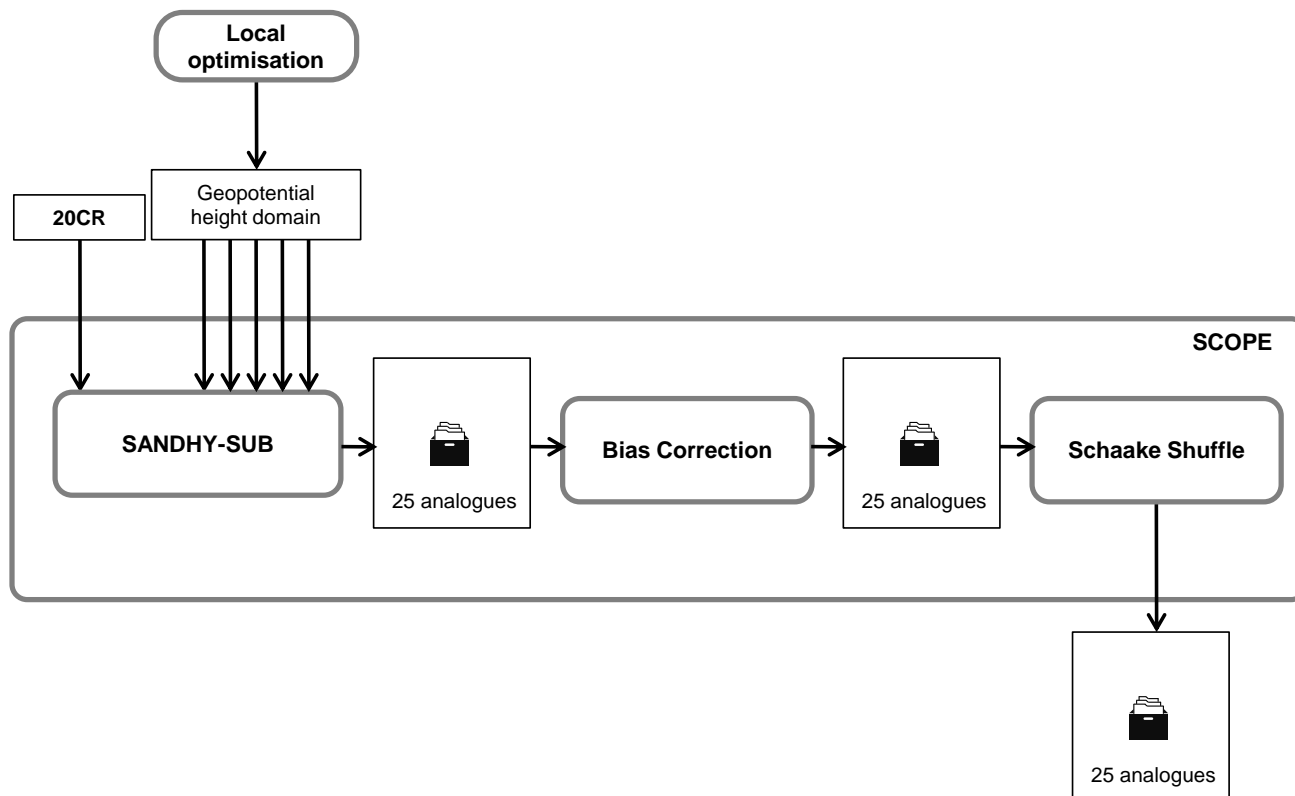 Local
optimisation
20CR
Geopotential
height domain
SCOPE
SANDHY-SUB
25 analogues
Bias Correction
25 analogues
Schaake Shuffle
25 analogues